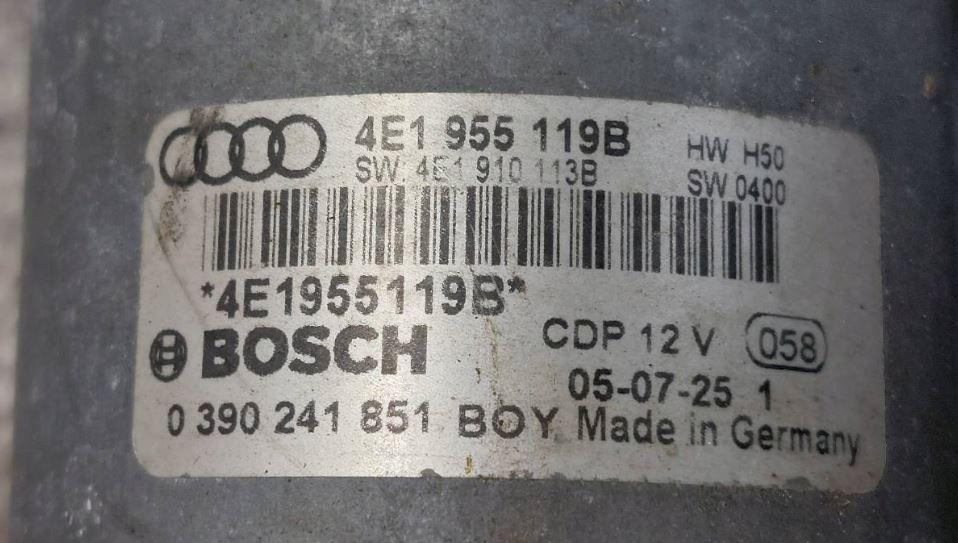 4E1 955 119B
HW H50
SW 4E1 910 113B
SW 0400
*4E1955119B*
BOSCH
CDP 12 V 058
05-07-25 1
0 390 241 851 BOY Made in Germany